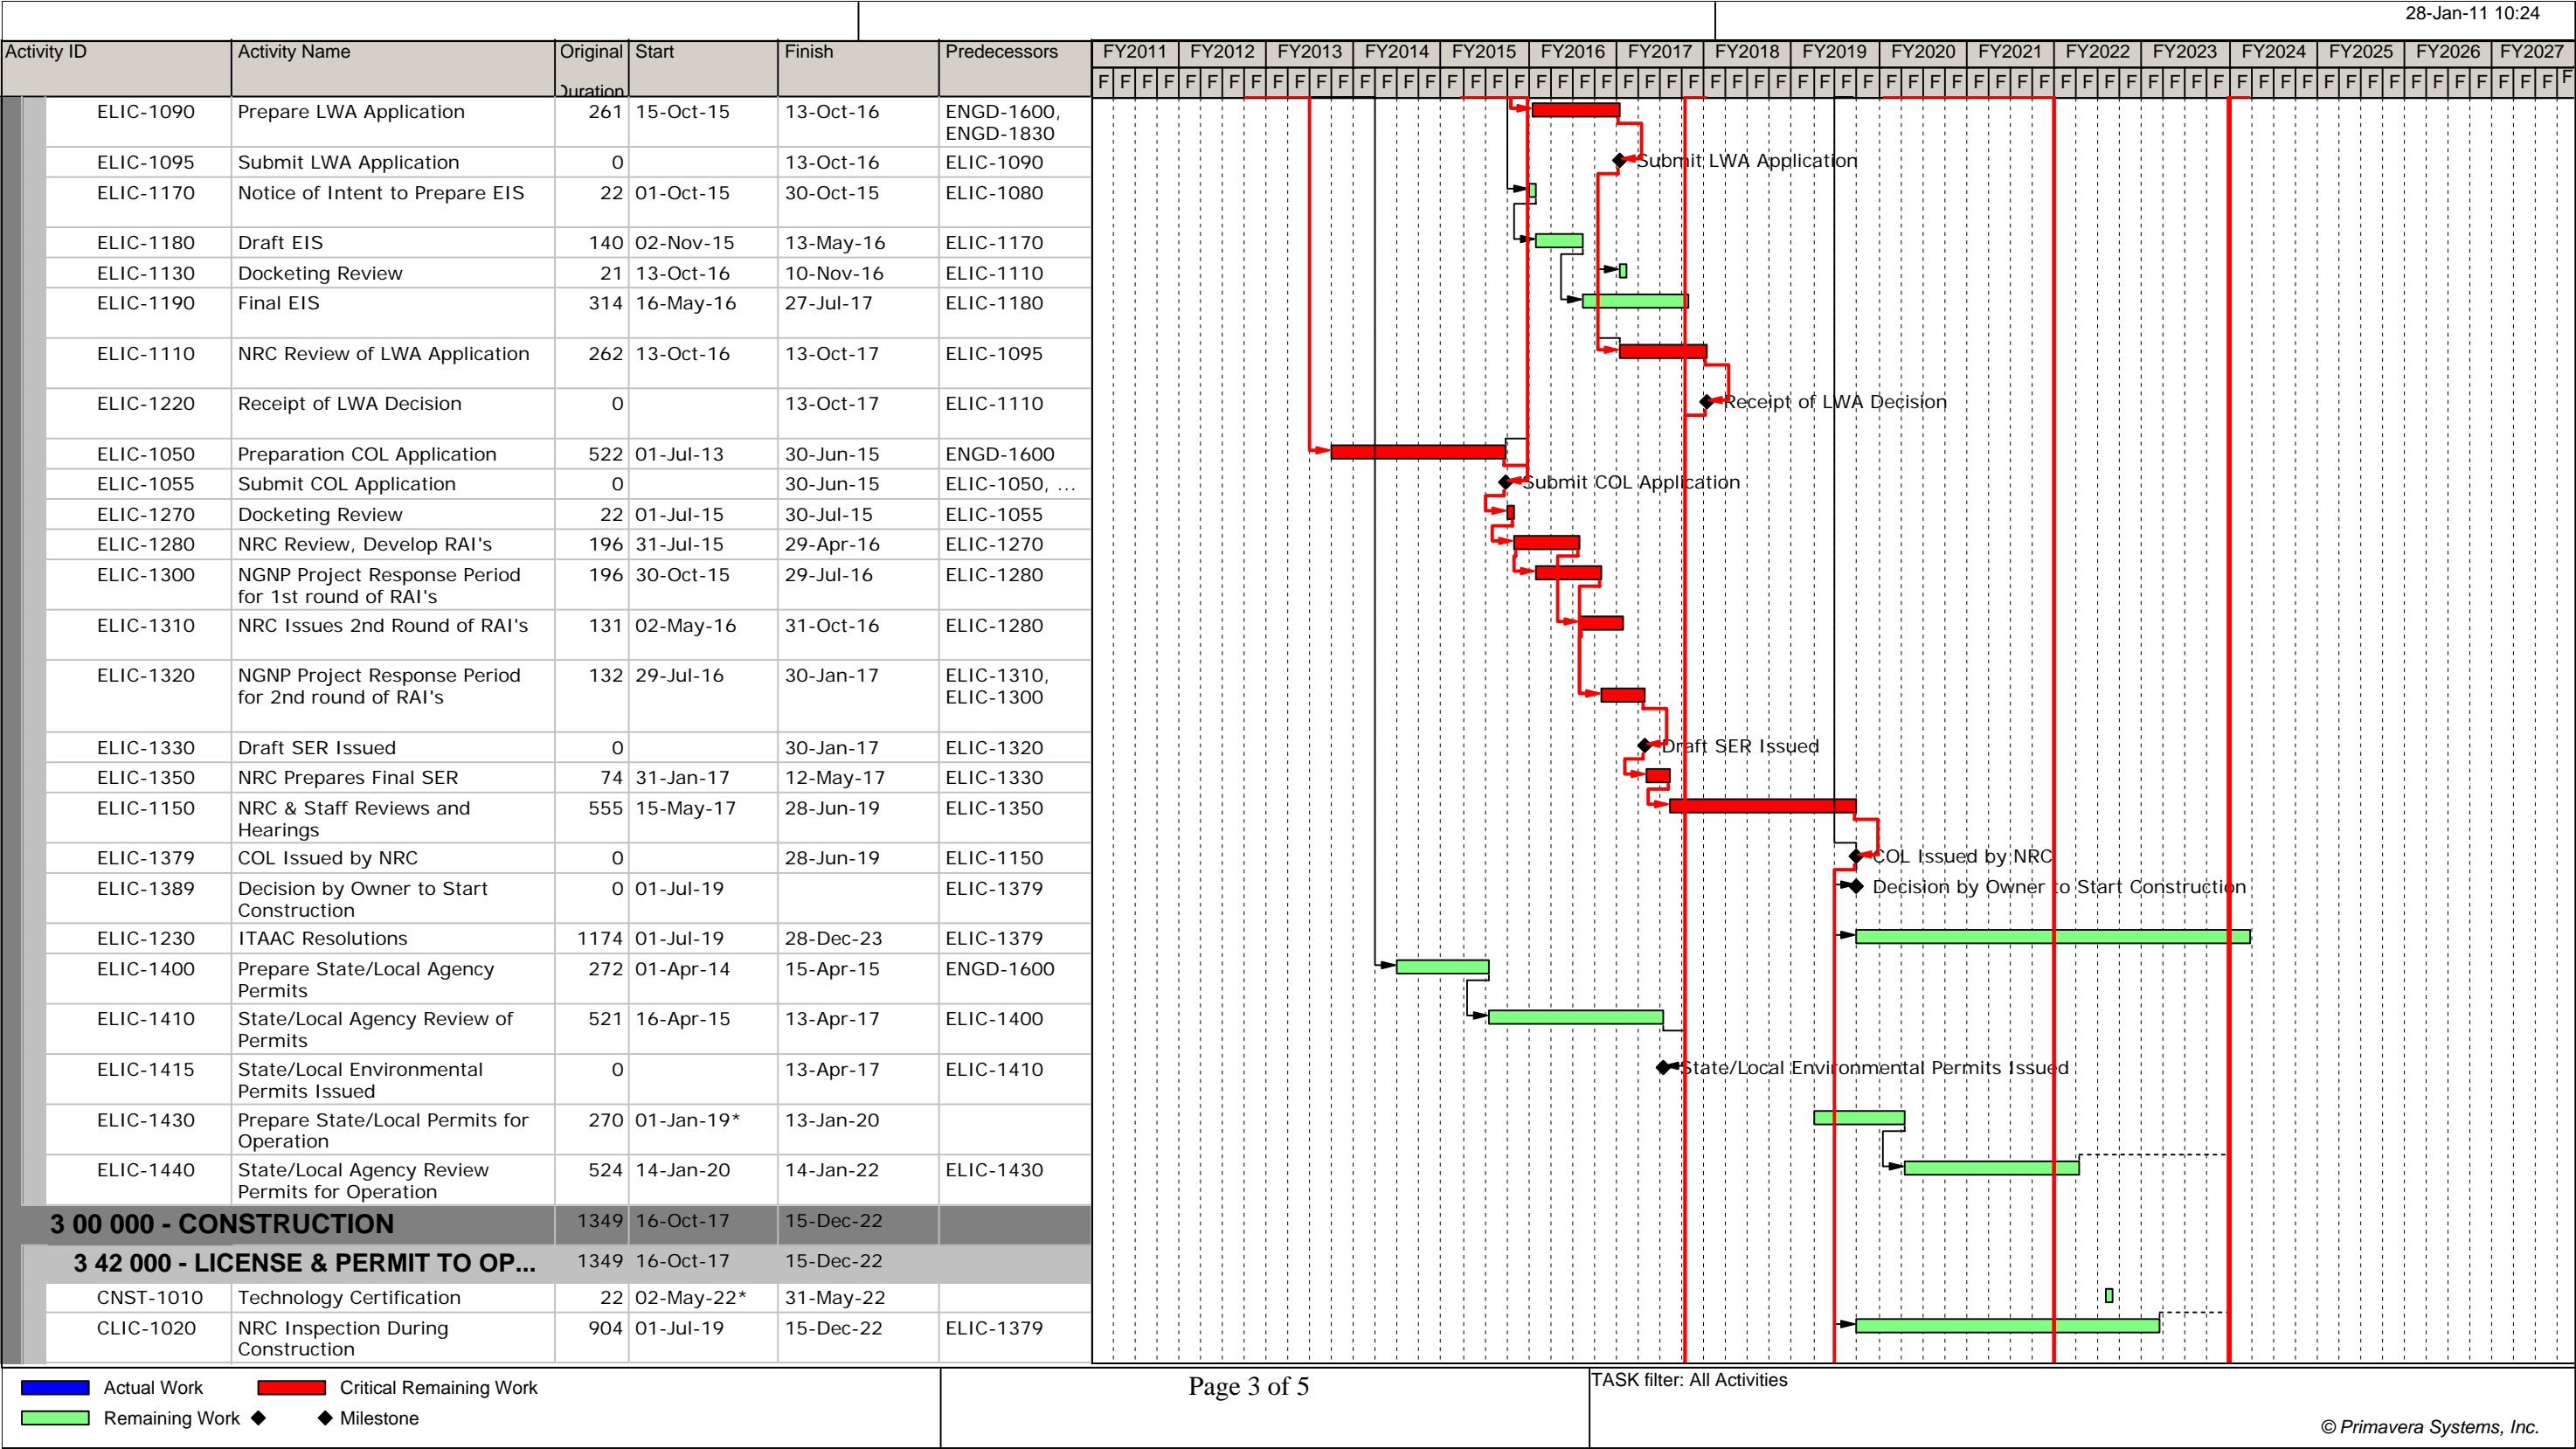 28-Jan-11 10:24
Activity ID Activity Name Original Duration Start Finish Predecessors FY2011 FY2012 FY2013 FY2014 FY2015 FY2016 FY2017 FY2018 FY2019 FY2020 FY2021 FY2022 FY2023 FY2024 FY2025 FY2026 FY2027
F F F F F F F F F F F F F F F F F F F F F F F F F F F F F F F F F F F F F F F F F F F F F F F F F F F F F F F F F F F F F F F F F F F F
ELIC-1090 Prepare LWA Application 261 15-Oct-15 13-Oct-16 ENGD-1600,
ENGD-1830
ELIC-1095 Submit LWA Application 0 13-Oct-16 ELIC-1090 Submit LWA Application
ELIC-1170 Notice of Intent to Prepare EIS 22 01-Oct-15 30-Oct-15 ELIC-1080
ELIC-1180 Draft EIS 140 02-Nov-15 13-May-16 ELIC-1170
ELIC-1130 Docketing Review 21 13-Oct-16 10-Nov-16 ELIC-1110
ELIC-1190 Final EIS 314 16-May-16 27-Jul-17 ELIC-1180
ELIC-1110 NRC Review of LWA Application 262 13-Oct-16 13-Oct-17 ELIC-1095
ELIC-1220 Receipt of LWA Decision 0 13-Oct-17 ELIC-1110 Receipt of LWA Decision
ELIC-1050 Preparation COL Application 522 01-Jul-13 30-Jun-15 ENGD-1600
ELIC-1055 Submit COL Application 0 30-Jun-15 ELIC-1050, ... Submit COL Application
ELIC-1270 Docketing Review 22 01-Jul-15 30-Jul-15 ELIC-1055
ELIC-1280 NRC Review, Develop RAI's 196 31-Jul-15 29-Apr-16 ELIC-1270
ELIC-1300 NGNP Project Response Period 196 30-Oct-15 29-Jul-16 ELIC-1280
for 1st round of RAI's
ELIC-1310 NRC Issues 2nd Round of RAI's 131 02-May-16 31-Oct-16 ELIC-1280
ELIC-1320 NGNP Project Response Period 132 29-Jul-16 30-Jan-17 ELIC-1310,
for 2nd round of RAI's ELIC-1300
ELIC-1330 Draft SER Issued 0 30-Jan-17 ELIC-1320 Draft SER Issued
ELIC-1350 NRC Prepares Final SER 74 31-Jan-17 12-May-17 ELIC-1330
ELIC-1150 NRC & Staff Reviews and 555 15-May-17 28-Jun-19 ELIC-1350
Hearings
ELIC-1379 COL Issued by NRC 0 28-Jun-19 ELIC-1150 COL Issued by NRC
ELIC-1389 Decision by Owner to Start 0 01-Jul-19 ELIC-1379 Decision by Owner to Start Construction
Construction
ELIC-1230 ITAAC Resolutions 1174 01-Jul-19 28-Dec-23 ELIC-1379
ELIC-1400 Prepare State/Local Agency 272 01-Apr-14 15-Apr-15 ENGD-1600
Permits
ELIC-1410 State/Local Agency Review of 521 16-Apr-15 13-Apr-17 ELIC-1400
Permits
ELIC-1415 State/Local Environmental 0 13-Apr-17 ELIC-1410 State/Local Environmental Permits Issued
Permits Issued
ELIC-1430 Prepare State/Local Permits for 270 01-Jan-19* 13-Jan-20
Operation
ELIC-1440 State/Local Agency Review 524 14-Jan-20 14-Jan-22 ELIC-1430
Permits for Operation
3 00 000 - CONSTRUCTION 1349 16-Oct-17 15-Dec-22
3 42 000 - LICENSE & PERMIT TO OP... 1349 16-Oct-17 15-Dec-22
CNST-1010 Technology Certification 22 02-May-22* 31-May-22
CLIC-1020 NRC Inspection During 904 01-Jul-19 15-Dec-22 ELIC-1379
Construction
Actual Work Critical Remaining Work Page 3 of 5 TASK filter: All Activities
Remaining Work Milestone
© Primavera Systems, Inc.